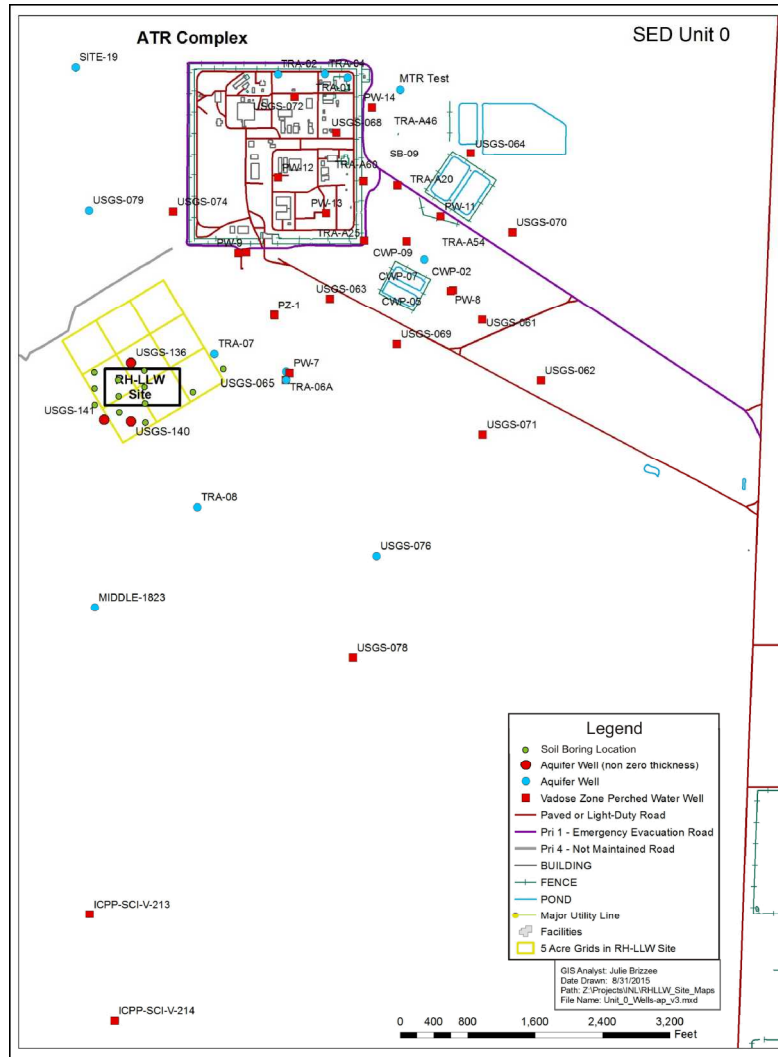 ATR Complex
SED Unit 0
SITE-19
TRA-02
TRA-04
MTR Test
TRA-01
USGS-072
PW-14
USGS-068
TRA-A46
USGS-064
SB-09
TRA-A60
PW-12
TRA-A20
USGS-079
USGS-074
PW-13
PW-11
USGS-070
TRA-A25
TRA-A54
PW-9
CWP-09
CWP-02
CWP-07
USGS-063
CWP-05
PW-8
PZ-1
USGS-061
USGS-069
TRA-07
USGS-136
PW-7
RH-LLW
Site
USGS-065
TRA-06A
USGS-062
USGS-141
USGS-140
USGS-071
TRA-08
USGS-076
MIDDLE-1823
USGS-078
ICPP-SCI-V-213
ICPP-SCI-V-214
Legend
Soil Boring Location
Aquifer Well (non zero thickness)
Aquifer Well
Vadose Zone Perched Water Well
Paved or Light-Duty Road
Pri 1 - Emergency Evacuation Road
Pri 4 - Not Maintained Road
BUILDING
FENCE
POND
Major Utility Line
Facilities
5 Acre Grids in RH-LLW Site
GIS Analyst: Julie Brizzee
Date Drawn: 8/31/2015
Path: Z:\Projects\INL\RHLLW_Site_Maps
File Name: Unit_0_Wells-ap_v3.mxd
0 400 800 1,600 2,400 3,200
Feet